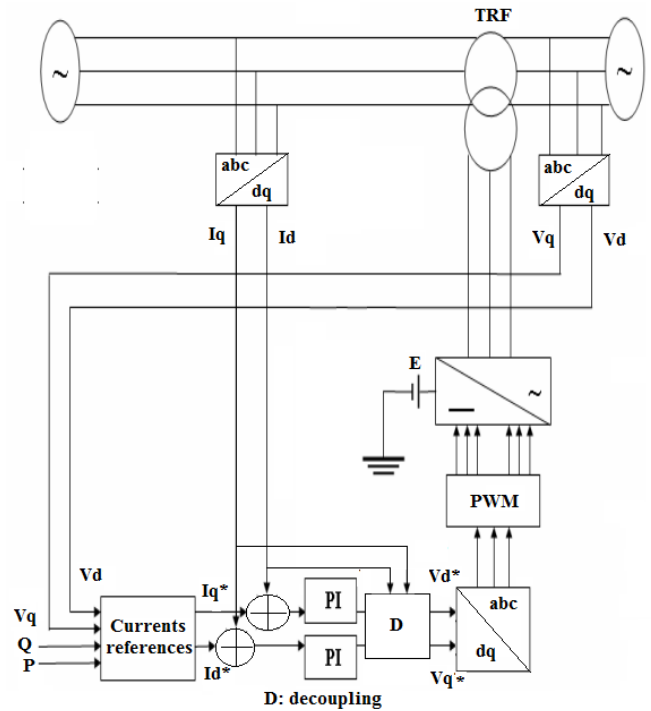 TRF
~
~
abc
dq
abc
dq
Iq
Id
Vq
Vd
E
~
PWM
Vd
Iq*
Vd*
abc
Vq
PI
Currents
references
D
Q
PI
dq
P
Id*
Vq*
D: decoupling